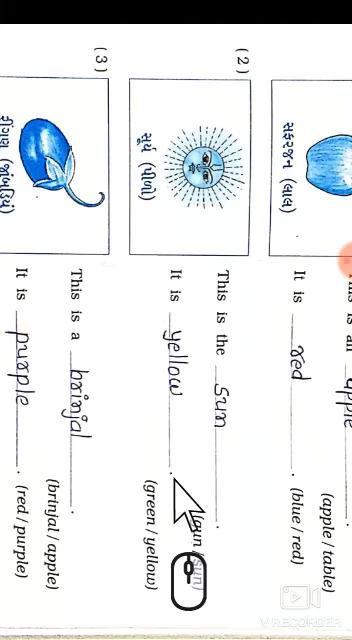 This is an apple.
(apple / table)
It is red.
(blue / red)
સફરજન (લાલ)
(2)
This is the sun.
sun)
It is yellow.
(green / yellow)
સૂર્ય (પીળો)
(3)
This is a brinjal.
(brinjal / apple)
It is purple.
(red / purple)
રીંગણ (જાંબુડિયું)
V RECORDER